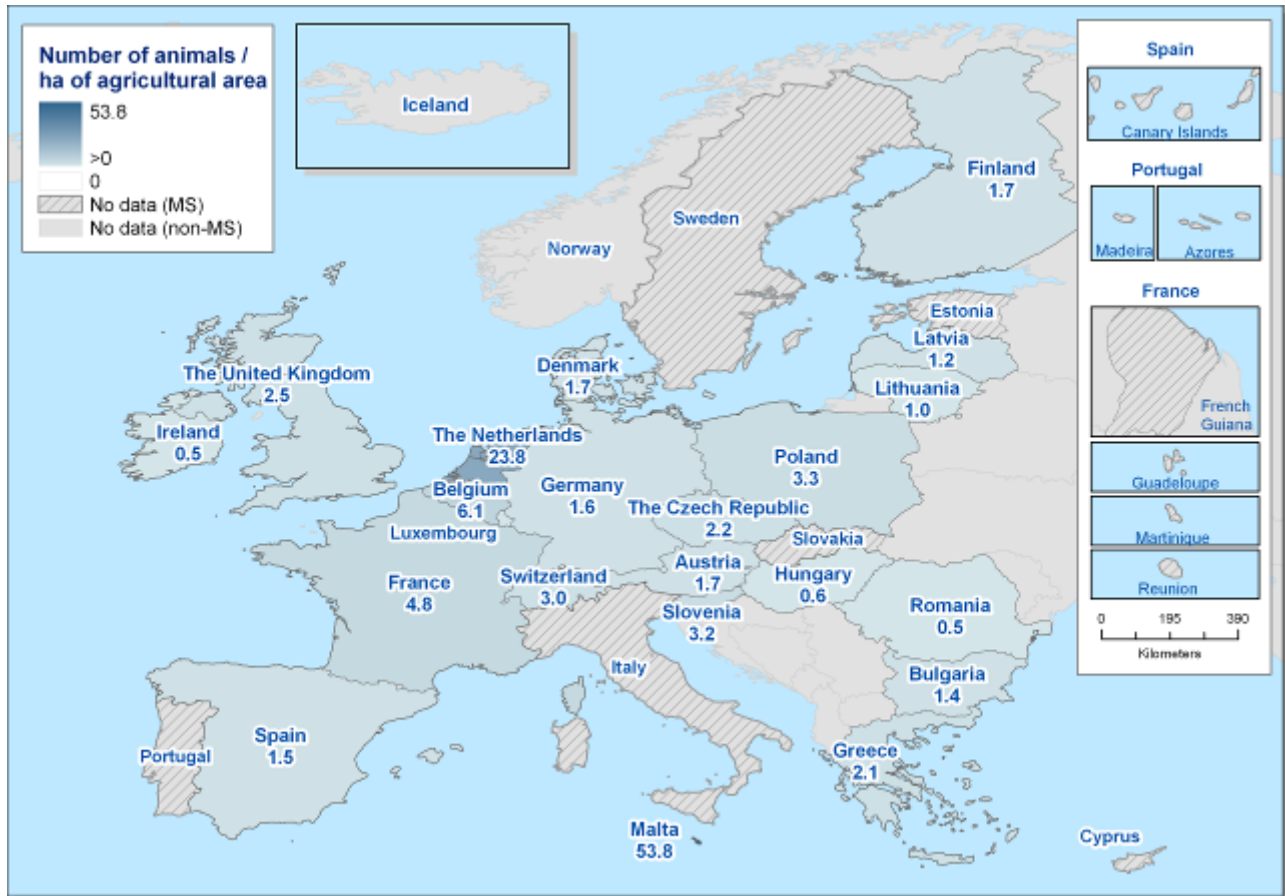 Number of animals /
ha of agricultural area
53.8
>0
0
No data (MS)
No data (non-MS)
Iceland
Norway
Sweden
Finland
1.7
Estonia
Latvia
1.2
Lithuania
1.0
Denmark
1.7
The United Kingdom
2.5
Ireland
0.5
The Netherlands
23.8
Belgium
6.1
Luxembourg
Germany
1.6
Poland
3.3
The Czech Republic
2.2
Slovakia
Austria
1.7
Hungary
0.6
Switzerland
3.0
Slovenia
3.2
France
4.8
Romania
0.5
Bulgaria
1.4
Italy
Spain
1.5
Portugal
Greece
2.1
Malta
53.8
Cyprus
Spain
Canary Islands
Portugal
Madeira
Azores
France
French
Guiana
Guadeloupe
Martinique
Reunion
0 195 390
Kilometers